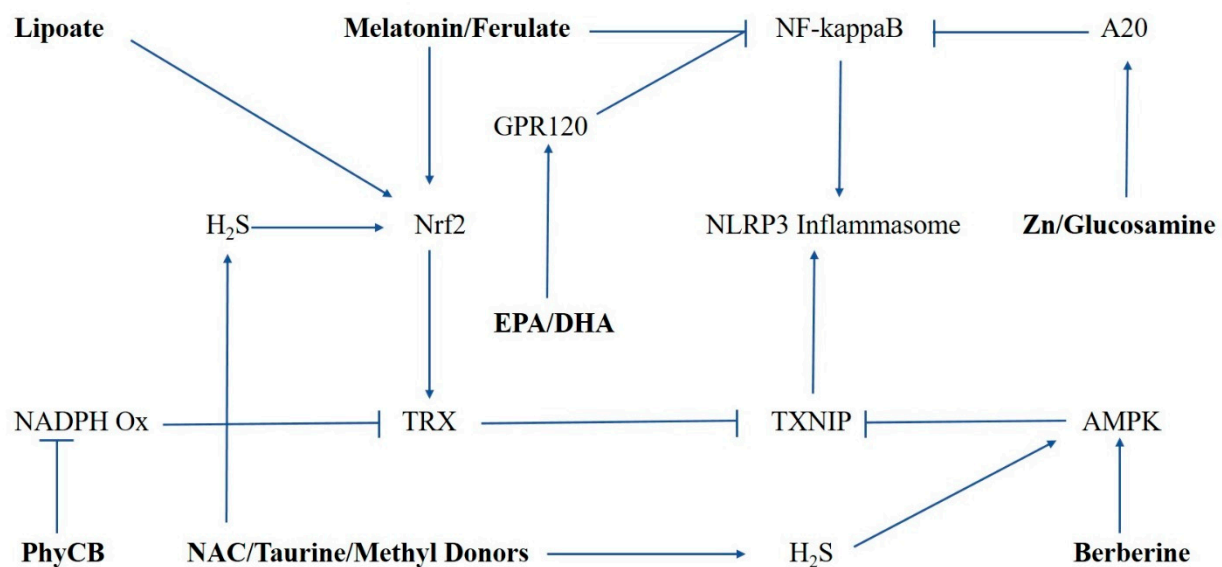 Lipoate
Melatonin/Ferulate
NF-kappaB
A20
GPR120
H₂S
Nrf2
NLRP3 Inflammasome
Zn/Glucosamine
EPA/DHA
NADPH Ox
TRX
TXNIP
AMPK
PhyCB
NAC/Taurine/Methyl Donors
H₂S
Berberine